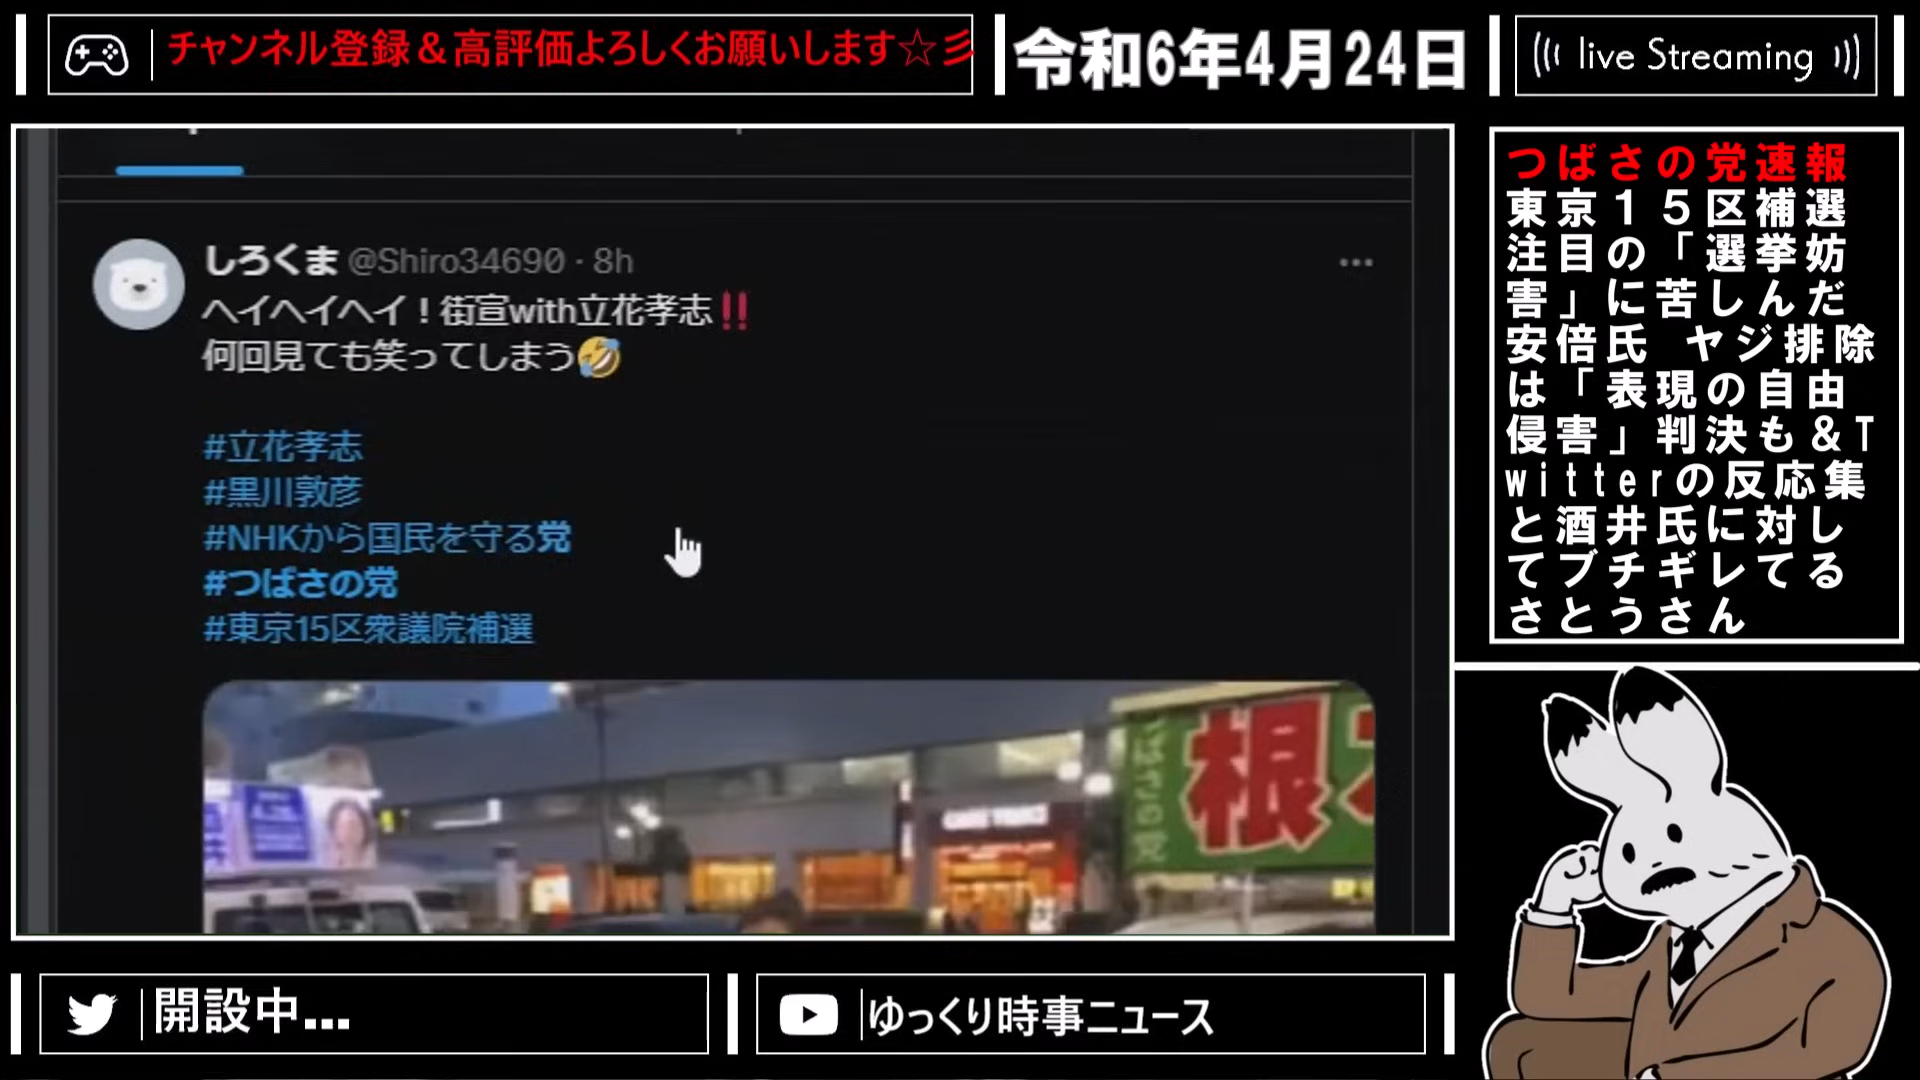 チャンネル登録＆高評価よろしくお願いします☆彡
令和6年4月24日
live Streaming
しろくま @Shiro34690 · 8h
ヘイヘイヘイ！街宣with立花孝志‼
何回見ても笑ってしまう🤣
#立花孝志
#黒川敦彦
#NHKから国民を守る党
#つばさの党
#東京15区衆議院補選
つばさの党
根
つばさの党速報
東京１５区補選
注目の「選挙妨
害」に苦しんだ
安倍氏 ヤジ排除
は「表現の自由
侵害」判決も＆T
witterの反応集
と酒井氏に対し
てブチギレてる
さとうさん
開設中...
ゆっくり時事ニュース